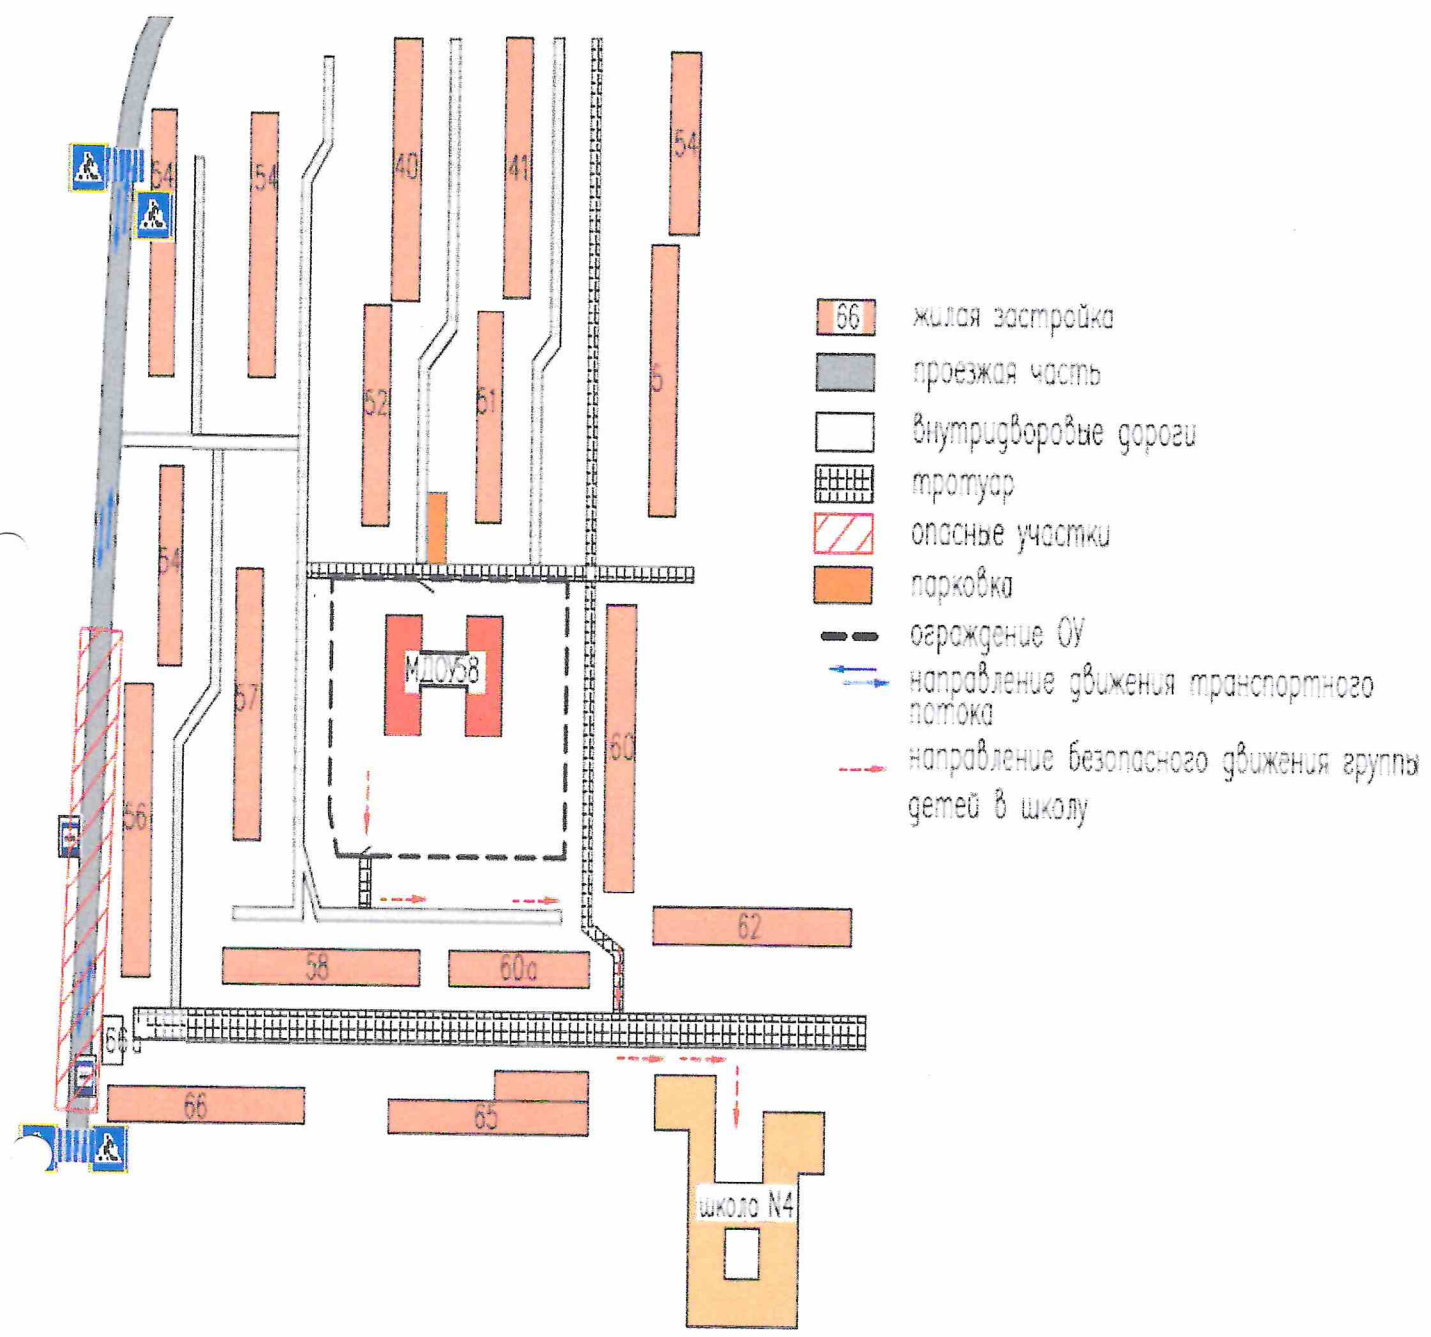 40
41
54
54
54
52
51
5
54
57
МДОУ58
60
56
62
58
60а
66
65
школа N4
66
жилая застройка
проезжая часть
внутридворовые дороги
тротуар
опасные участки
парковка
ограждение ОУ
направление движения транспортного
потока
направление безопасного движения группы
детей в школу